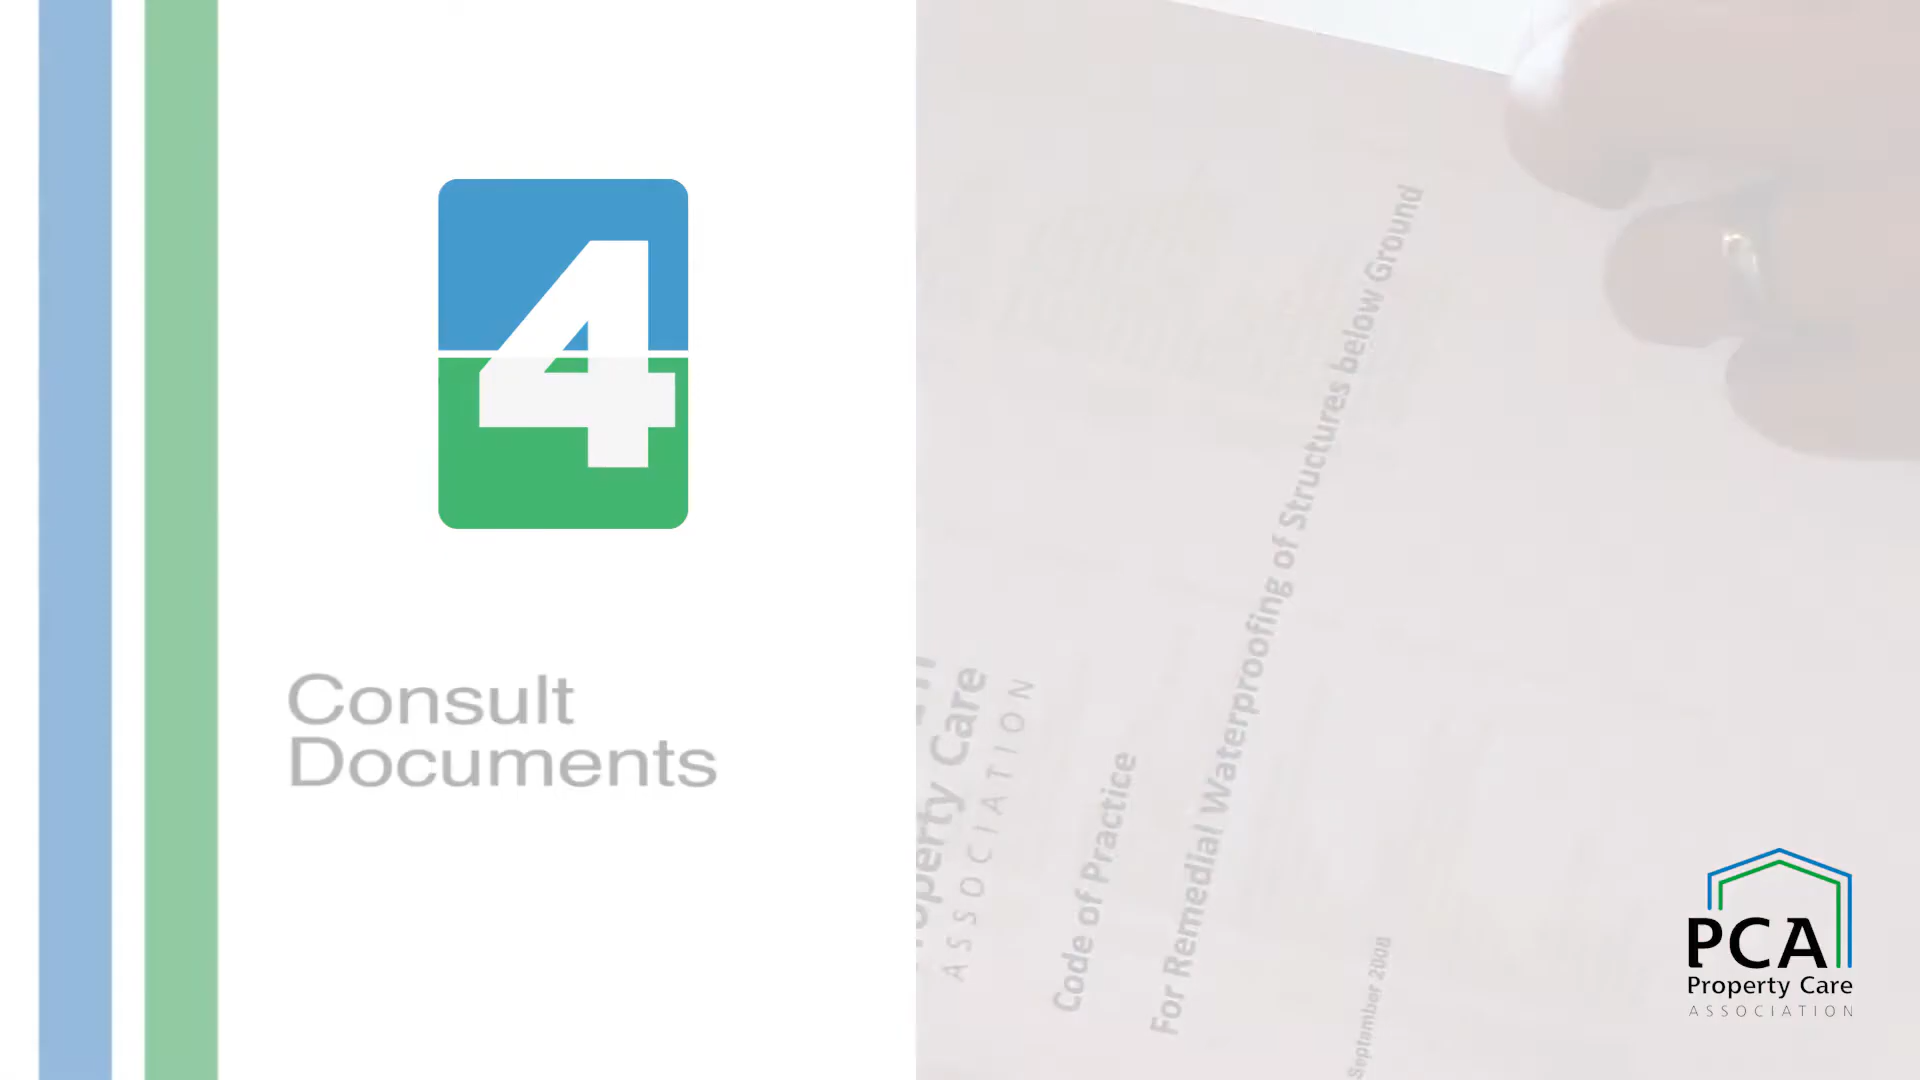 4
Consult
Documents
Property Care
ASSOCIATION
Code of Practice
For Remedial Waterproofing of Structures below Ground
September 2008
PCA
Property Care
ASSOCIATION